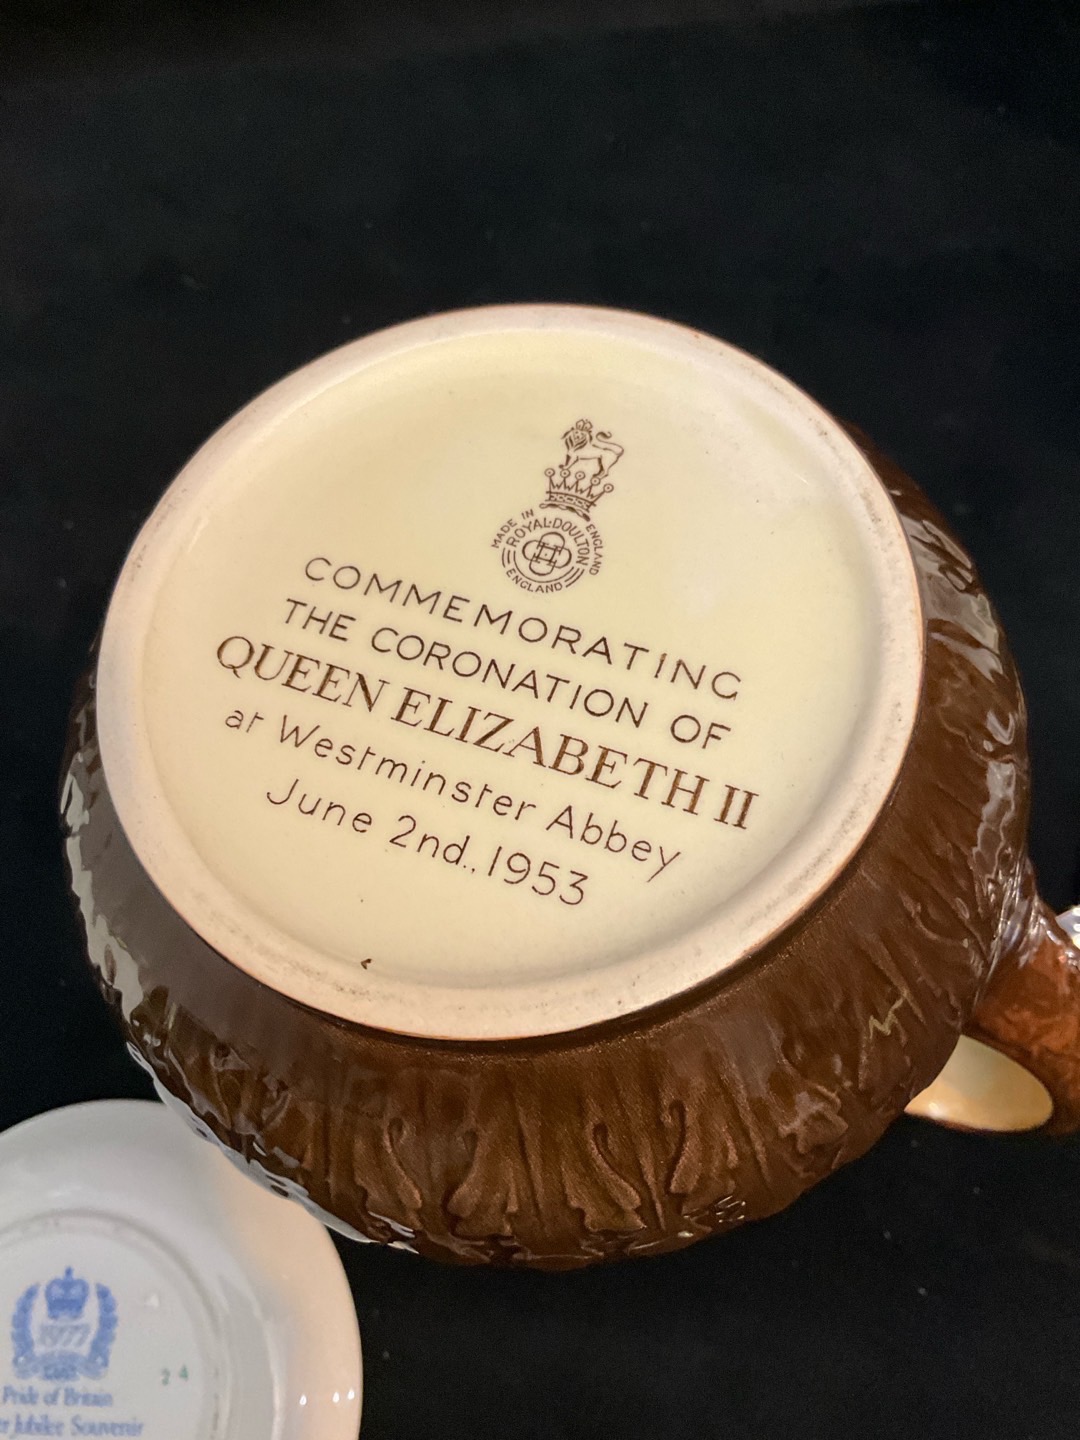 MADE IN ENGLAND
ROYAL·DOULTON
ENGLAND
COMMEMORATING
THE CORONATION OF
QUEEN ELIZABETH II
at Westminster Abbey
June 2nd., 1953
1977
24
Pride of Britain
Jubilee Souvenir